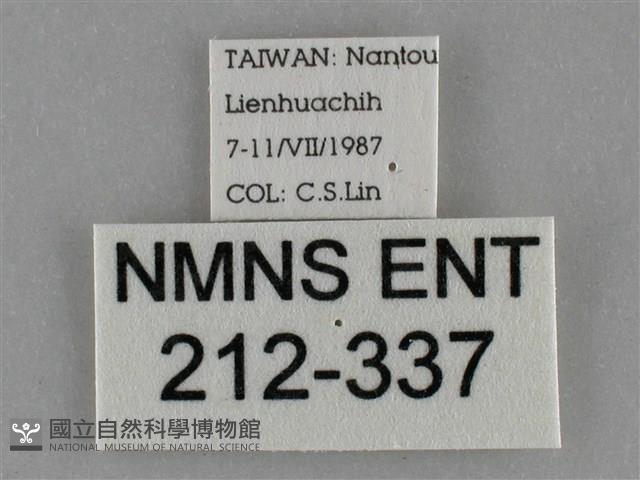 TAIWAN: Nantou
Lienhuachih
7-11/VII/1987
COL: C.S.Lin
NMNS ENT
212-337
國立自然科學博物館
NATIONAL MUSEUM OF NATURAL SCIENCE